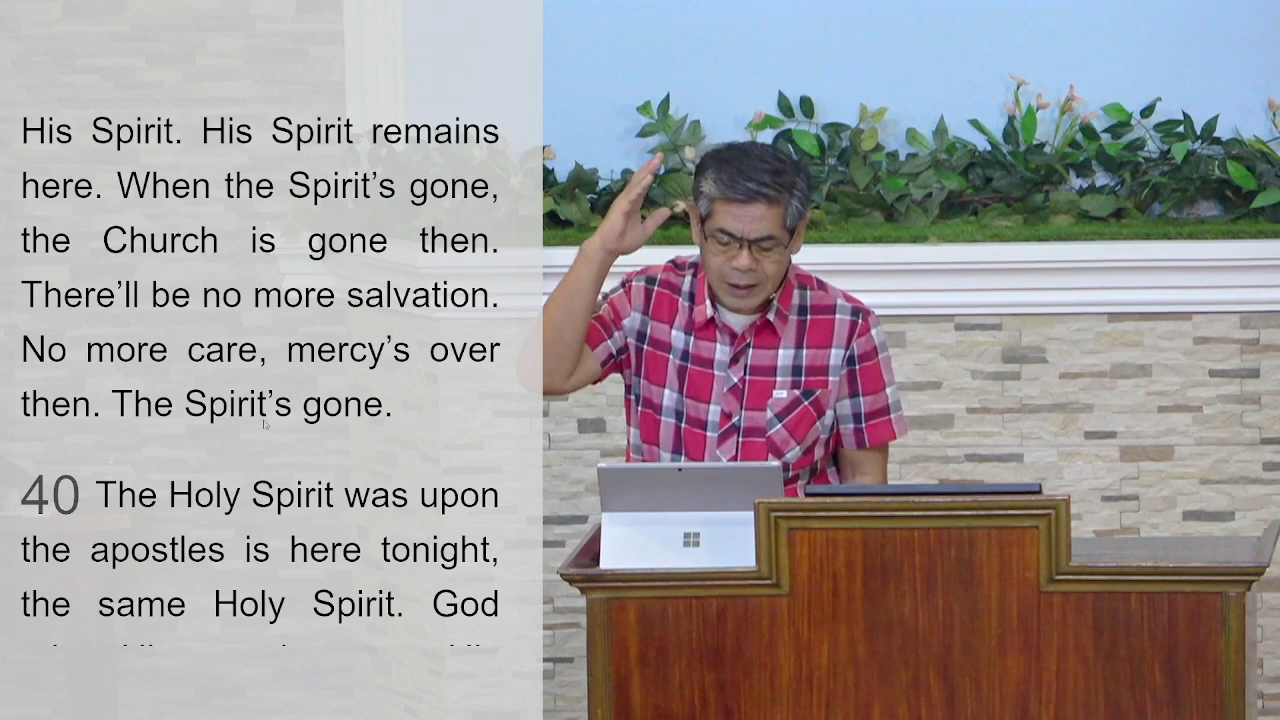 His Spirit. His Spirit remains
here. When the Spirit’s gone,
the Church is gone then.
There’ll be no more salvation.
No more care, mercy’s over
then. The Spirit’s gone.
40 The Holy Spirit was upon
the apostles is here tonight,
the same Holy Spirit. God